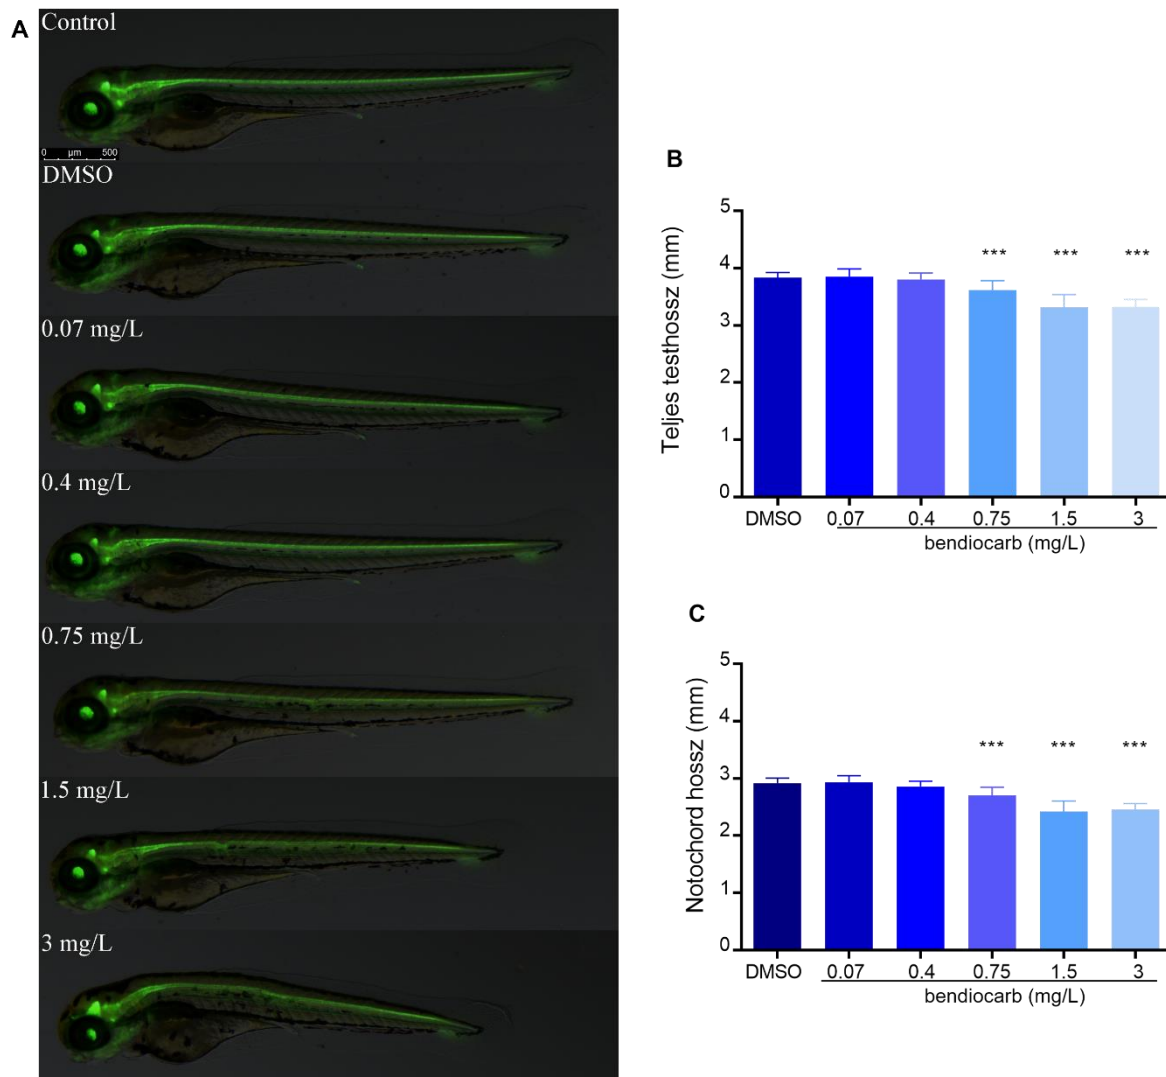 A
Control
0 µm 500
DMSO
0.07 mg/L
0.4 mg/L
0.75 mg/L
1.5 mg/L
3 mg/L
B
Teljes testhossz (mm)
5
4
3
2
1
0
*** *** ***
DMSO 0.07 0.4 0.75 1.5 3
bendiocarb (mg/L)
C
Notochord hossz (mm)
5
4
3
2
1
0
*** *** ***
DMSO 0.07 0.4 0.75 1.5 3
bendiocarb (mg/L)